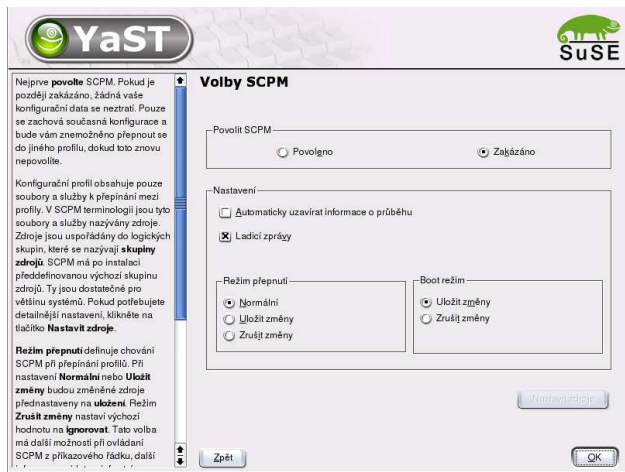 YaST
SuSE
Nejprve povolte SCPM. Pokud je
později zakázáno, žádná vaše
konfigurační data se neztratí. Pouze
se zachová současná konfigurace a
bude vám znemožněno přepnout se
do jiného profilu, dokud toto znovu
nepovolíte.
Konfigurační profil obsahuje pouze
soubory a služby k přepínání mezi
profily. V SCPM terminologii jsou tyto
soubory a služby nazývány zdroje.
Zdroje jsou uspořádány do logických
skupin, které se nazývají skupiny
zdrojů. SCPM má po instalaci
předdefinovanou výchozí skupinu
zdrojů. Ty jsou dostatečné pro
většinu systémů. Pokud potřebujete
detailnější nastavení, klikněte na
tlačítko Nastavit zdroje.
Režim přepnutí definuje chování
SCPM při přepínání profilů. Při
nastavení Normální nebo Uložit
změny budou změněné zdroje
přednastaveny na uložení. Režim
Zrušit změny nastaví výchozí
hodnotu na ignorovat. Tato volba
má další možnosti při ovládání
SCPM z příkazového řádku, další
Volby SCPM
Povolit SCPM
Povoleno
Zakázáno
Nastavení
Automaticky uzavírat informace o průběhu
Ladicí zprávy
Režim přepnutí
Normální
Uložit změny
Zrušit změny
Boot režim
Uložit změny
Zrušit změny
Nastavit zdroje
Zpět
OK